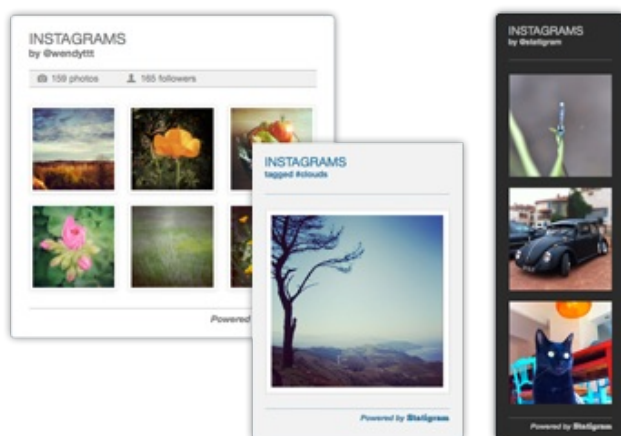 INSTAGRAMS
by @wendyttt
159 photos 165 followers
Powered
INSTAGRAMS
tagged #clouds
Powered by Statigram
INSTAGRAMS
by @statigram
Powered by Statigram